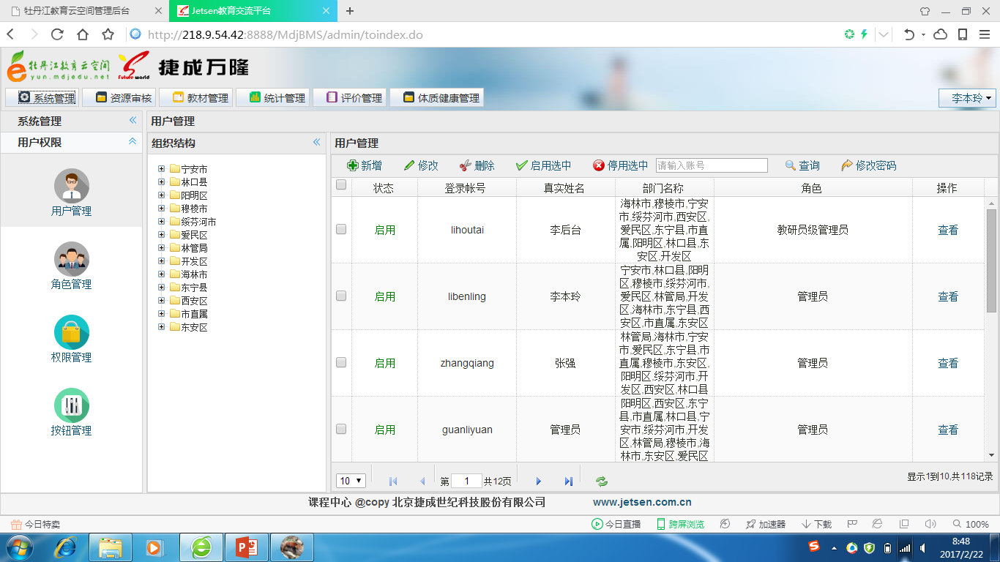 牡丹江教育云空间管理后台
Jetsen教育交流平台
http://218.9.54.42:8888/MdjBMS/admin/toindex.do
牡丹江教育云空间
yun.mdjedu.net
Future world
捷成万隆
系统管理 资源审核 教材管理 统计管理 评价管理 体质健康管理
李本玲
系统管理
用户权限
用户管理
角色管理
权限管理
按钮管理
用户管理
组织结构
宁安市
林口县
阳明区
穆棱市
绥芬河市
爱民区
林管局
开发区
海林市
东宁县
西安区
市直属
东安区
用户管理
新增 修改 删除 启用选中 停用选中 请输入账号 查询 修改密码
状态 登录帐号 真实姓名 部门名称 角色 操作
启用 lihoutai 李后台
海林市,穆棱市,宁安
市,绥芬河市,西安区,
爱民区,东宁县,市直
属,阳明区,林口县,东
安区,开发区
教研员级管理员 查看
启用 libenling 李本玲
宁安市,林口县,阳明
区,穆棱市,绥芬河市,
爱民区,林管局,开发
区,海林市,东宁县,西
安区,市直属,东安区
管理员 查看
启用 zhangqiang 张强
林管局,海林市,宁安
市,爱民区,东宁县,市
直属,穆棱市,东安区,
阳明区,绥芬河市,开
发区,西安区,林口县
管理员 查看
启用 guanliyuan 管理员
阳明区,西安区,东宁
县,市直属,林口县,宁
安市,绥芬河市,开发
区,林管局,穆棱市,海
林市,东安区,爱民区
管理员 查看
10 第 1 共12页
显示1到10,共118记录
课程中心 @copy 北京捷成世纪科技股份有限公司 www.jetsen.com.cn
今日特卖
今日直播 跨屏浏览 加速器 下载 100%
8:48
2017/2/22